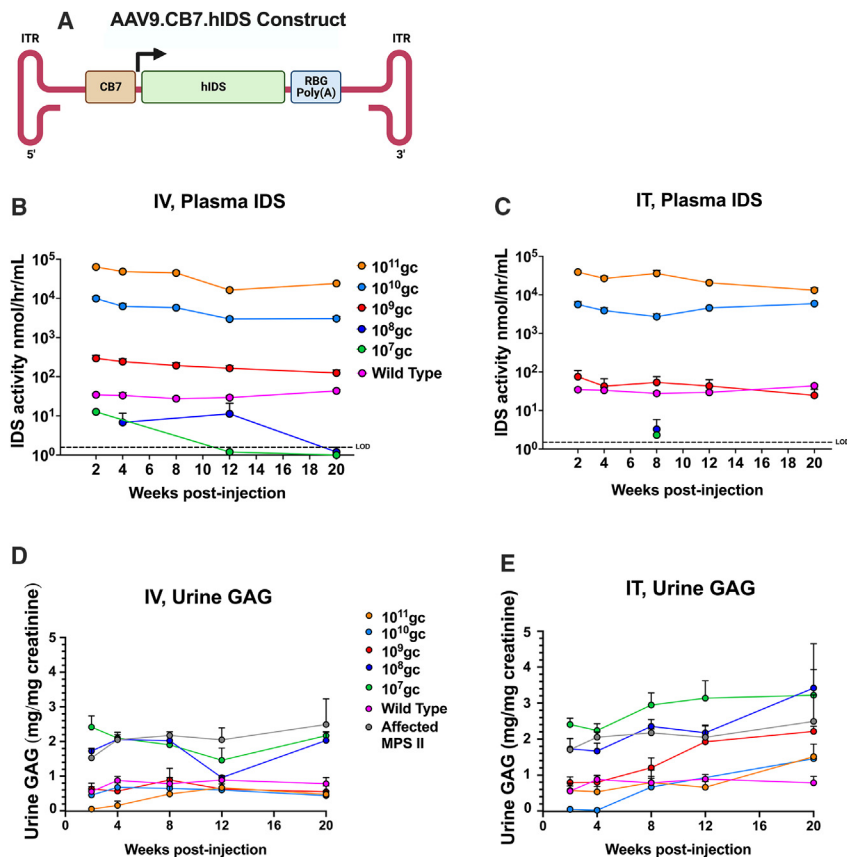 A
AAV9.CB7.hIDS Construct
ITR
ITR
CB7
hIDS
RBG
Poly(A)
5'
3'
B
IV, Plasma IDS
IDS activity nmol/hr/mL
10⁵
10⁴
10³
10²
10¹
10⁰
LOD
2 4 6 8 10 12 14 16 18 20
Weeks post-injection
10¹¹gc
10¹⁰gc
10⁹gc
10⁸gc
10⁷gc
Wild Type
C
IT, Plasma IDS
IDS activity nmol/hr/mL
10⁵
10⁴
10³
10²
10¹
10⁰
LOD
2 4 6 8 10 12 14 16 18 20
Weeks post-injection
D
IV, Urine GAG
Urine GAG (mg/mg creatinine)
5
4
3
2
1
0
0 4 8 12 16 20
Weeks post-injection
10¹¹gc
10¹⁰gc
10⁹gc
10⁸gc
10⁷gc
Wild Type
Affected
MPS II
E
IT, Urine GAG
Urine GAG (mg/mg creatinine)
5
4
3
2
1
0
0 4 8 12 16 20
Weeks post-injection